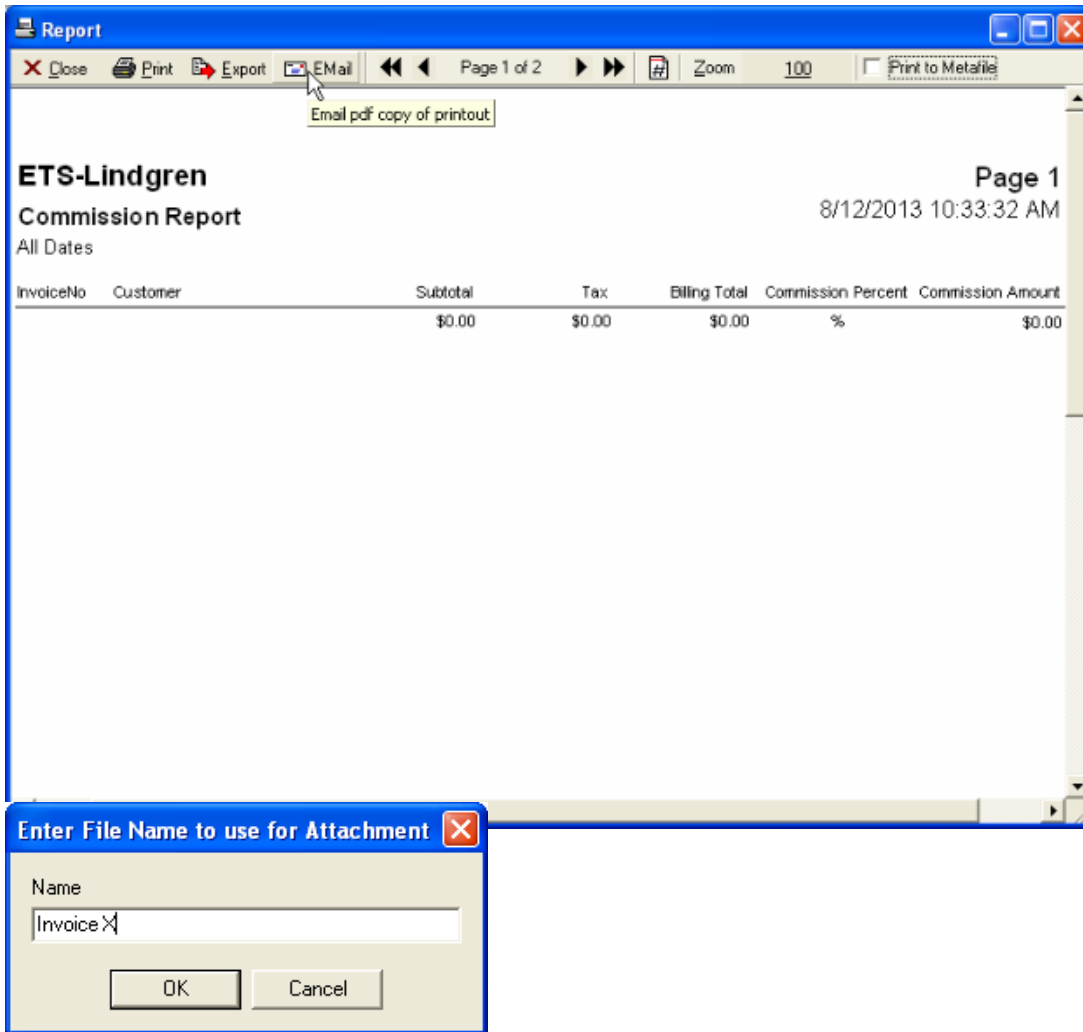 Report
Close Print Export EMail Page 1 of 2 # Zoom 100 Print to Metafile
Email pdf copy of printout
ETS-Lindgren Page 1
Commission Report 8/12/2013 10:33:32 AM
All Dates
InvoiceNo Customer Subtotal Tax Billing Total Commission Percent Commission Amount
$0.00 $0.00 $0.00 % $0.00
Enter File Name to use for Attachment
Name
Invoice X
OK Cancel